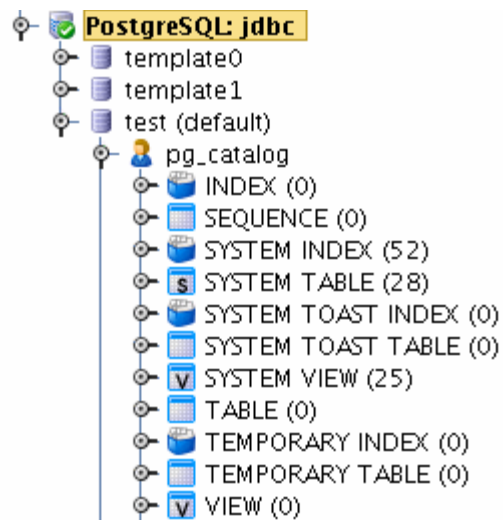 PostgreSQL: jdbc
template0
template1
test (default)
pg_catalog
INDEX (0)
SEQUENCE (0)
SYSTEM INDEX (52)
SYSTEM TABLE (28)
SYSTEM TOAST INDEX (0)
SYSTEM TOAST TABLE (0)
SYSTEM VIEW (25)
TABLE (0)
TEMPORARY INDEX (0)
TEMPORARY TABLE (0)
VIEW (0)